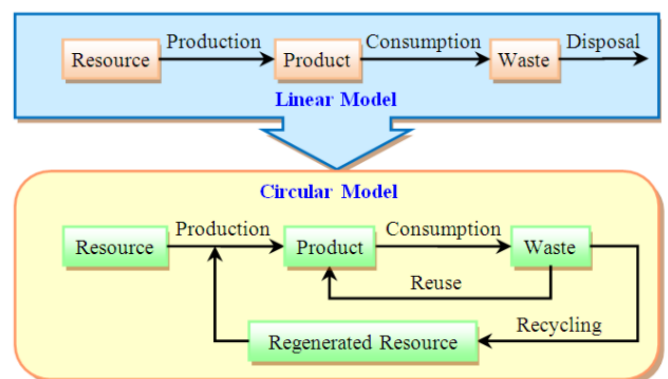 Production Consumption Disposal
Resource Product Waste
Linear Model
Circular Model
Production Consumption
Resource Product Waste
Reuse
Recycling
Regenerated Resource